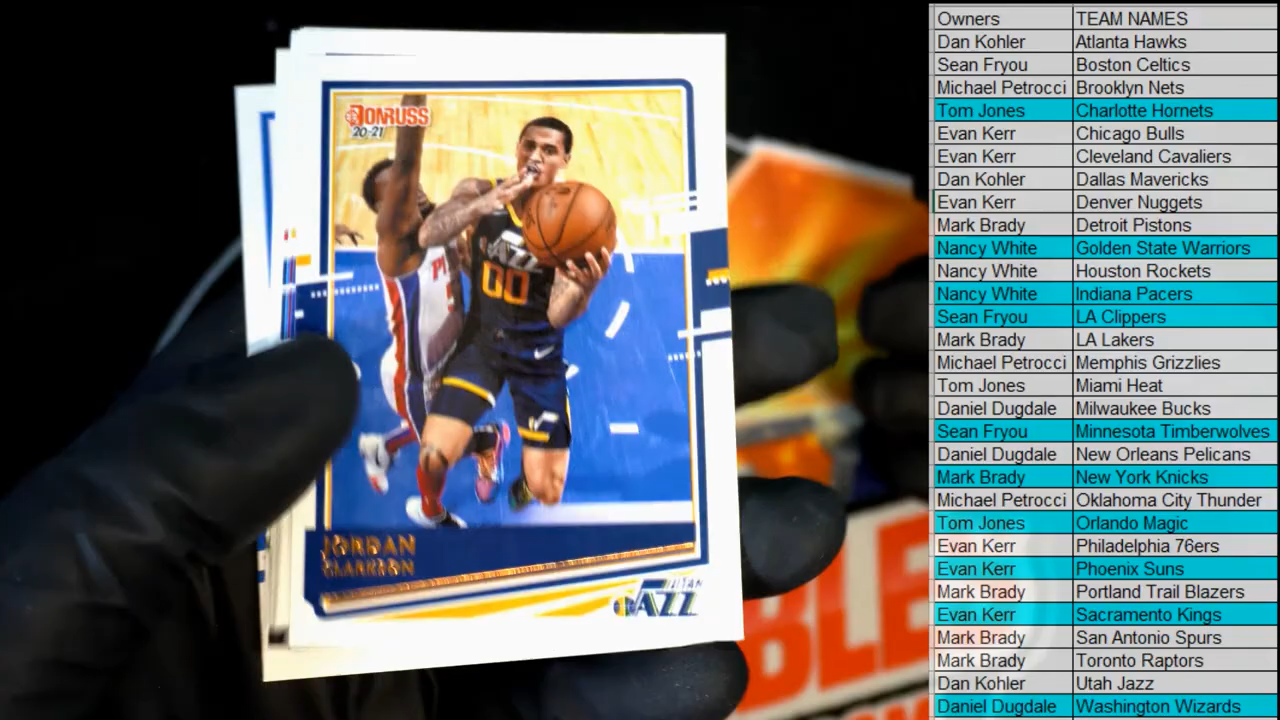 DONRUSS
20-21
PI
JAZZ
00
JORDAN
CLARKSON
UTAH
JAZZ
BLE
Owners TEAM NAMES
Dan Kohler Atlanta Hawks
Sean Fryou Boston Celtics
Michael Petrocci Brooklyn Nets
Tom Jones Charlotte Hornets
Evan Kerr Chicago Bulls
Evan Kerr Cleveland Cavaliers
Dan Kohler Dallas Mavericks
Evan Kerr Denver Nuggets
Mark Brady Detroit Pistons
Nancy White Golden State Warriors
Nancy White Houston Rockets
Nancy White Indiana Pacers
Sean Fryou LA Clippers
Mark Brady LA Lakers
Michael Petrocci Memphis Grizzlies
Tom Jones Miami Heat
Daniel Dugdale Milwaukee Bucks
Sean Fryou Minnesota Timberwolves
Daniel Dugdale New Orleans Pelicans
Mark Brady New York Knicks
Michael Petrocci Oklahoma City Thunder
Tom Jones Orlando Magic
Evan Kerr Philadelphia 76ers
Evan Kerr Phoenix Suns
Mark Brady Portland Trail Blazers
Evan Kerr Sacramento Kings
Mark Brady San Antonio Spurs
Mark Brady Toronto Raptors
Dan Kohler Utah Jazz
Daniel Dugdale Washington Wizards